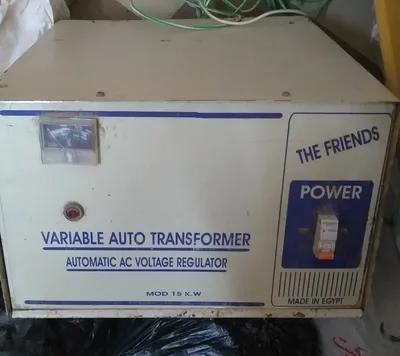 THE FRIENDS
POWER
VARIABLE AUTO TRANSFORMER
AUTOMATIC AC VOLTAGE REGULATOR
MOD 15 K.W
MADE IN EGYPT